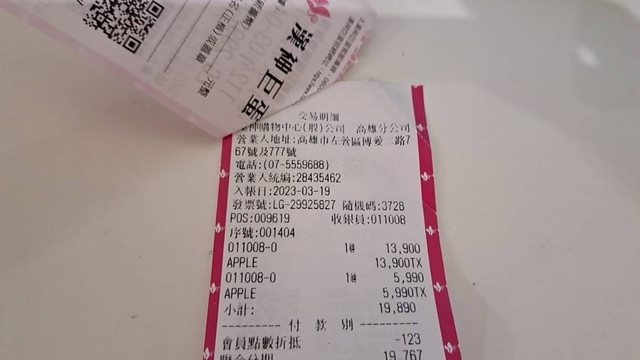 漢神巨蛋
交易明細
漢神購物中心(股)公司 高雄分公司
營業人地址:高雄市左營區博愛二路7
67號及777號
電話:(07-5559688)
營業人統編:28435462
入帳日:2023-03-19
發票號:LG-29925827 隨機碼:3728
POS:009619 收銀員:011008
序號:001404
011008-0 1@ 13,900
APPLE 13,900TX
011008-0 1@ 5,990
APPLE 5,990TX
小計: 19,890
--------- 付 款 別 ---------
會員點數折抵 -123
聯合分期 19,767